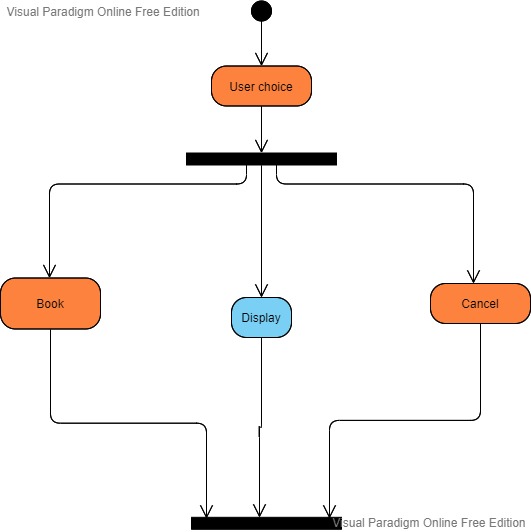 Visual Paradigm Online Free Edition
User choice
Book
Display
Cancel
Visual Paradigm Online Free Edition